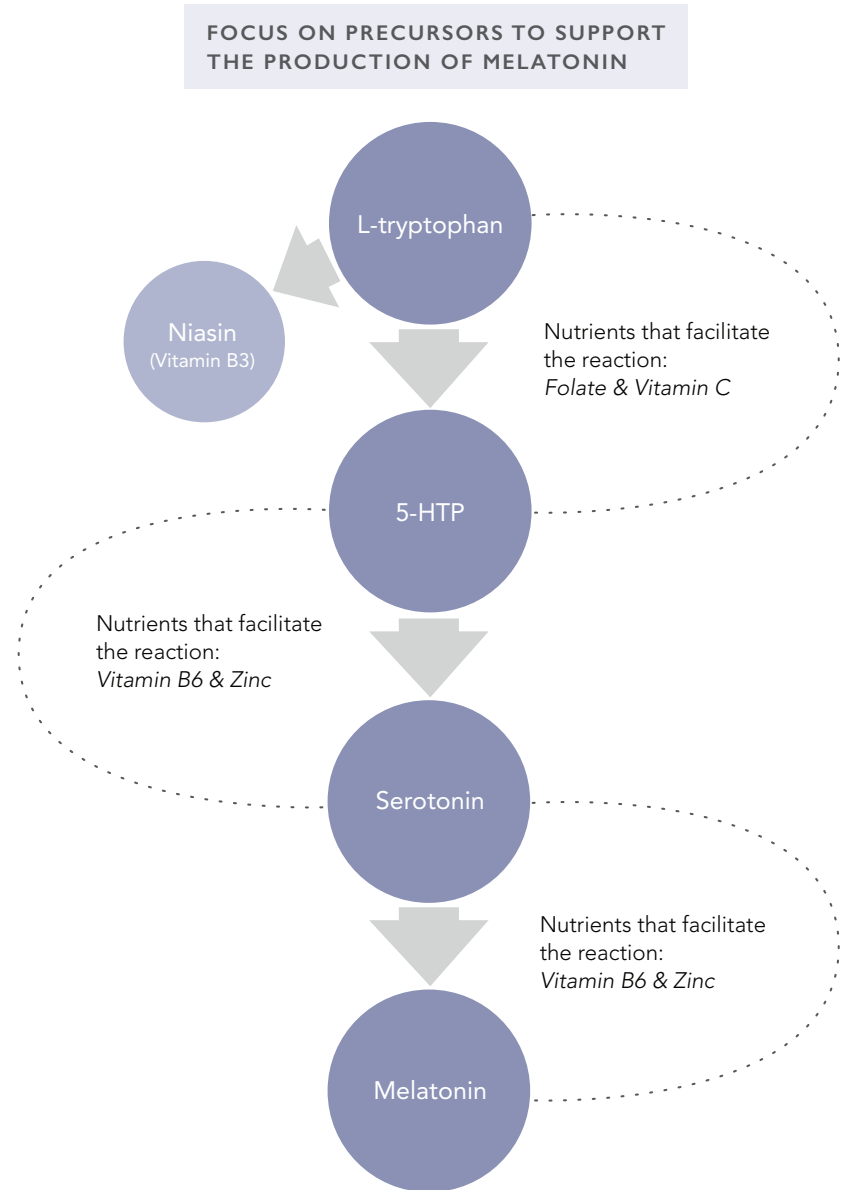 FOCUS ON PRECURSORS TO SUPPORT
THE PRODUCTION OF MELATONIN
L-tryptophan
Niasin
(Vitamin B3)
Nutrients that facilitate
the reaction:
Folate & Vitamin C
5-HTP
Nutrients that facilitate
the reaction:
Vitamin B6 & Zinc
Serotonin
Nutrients that facilitate
the reaction:
Vitamin B6 & Zinc
Melatonin